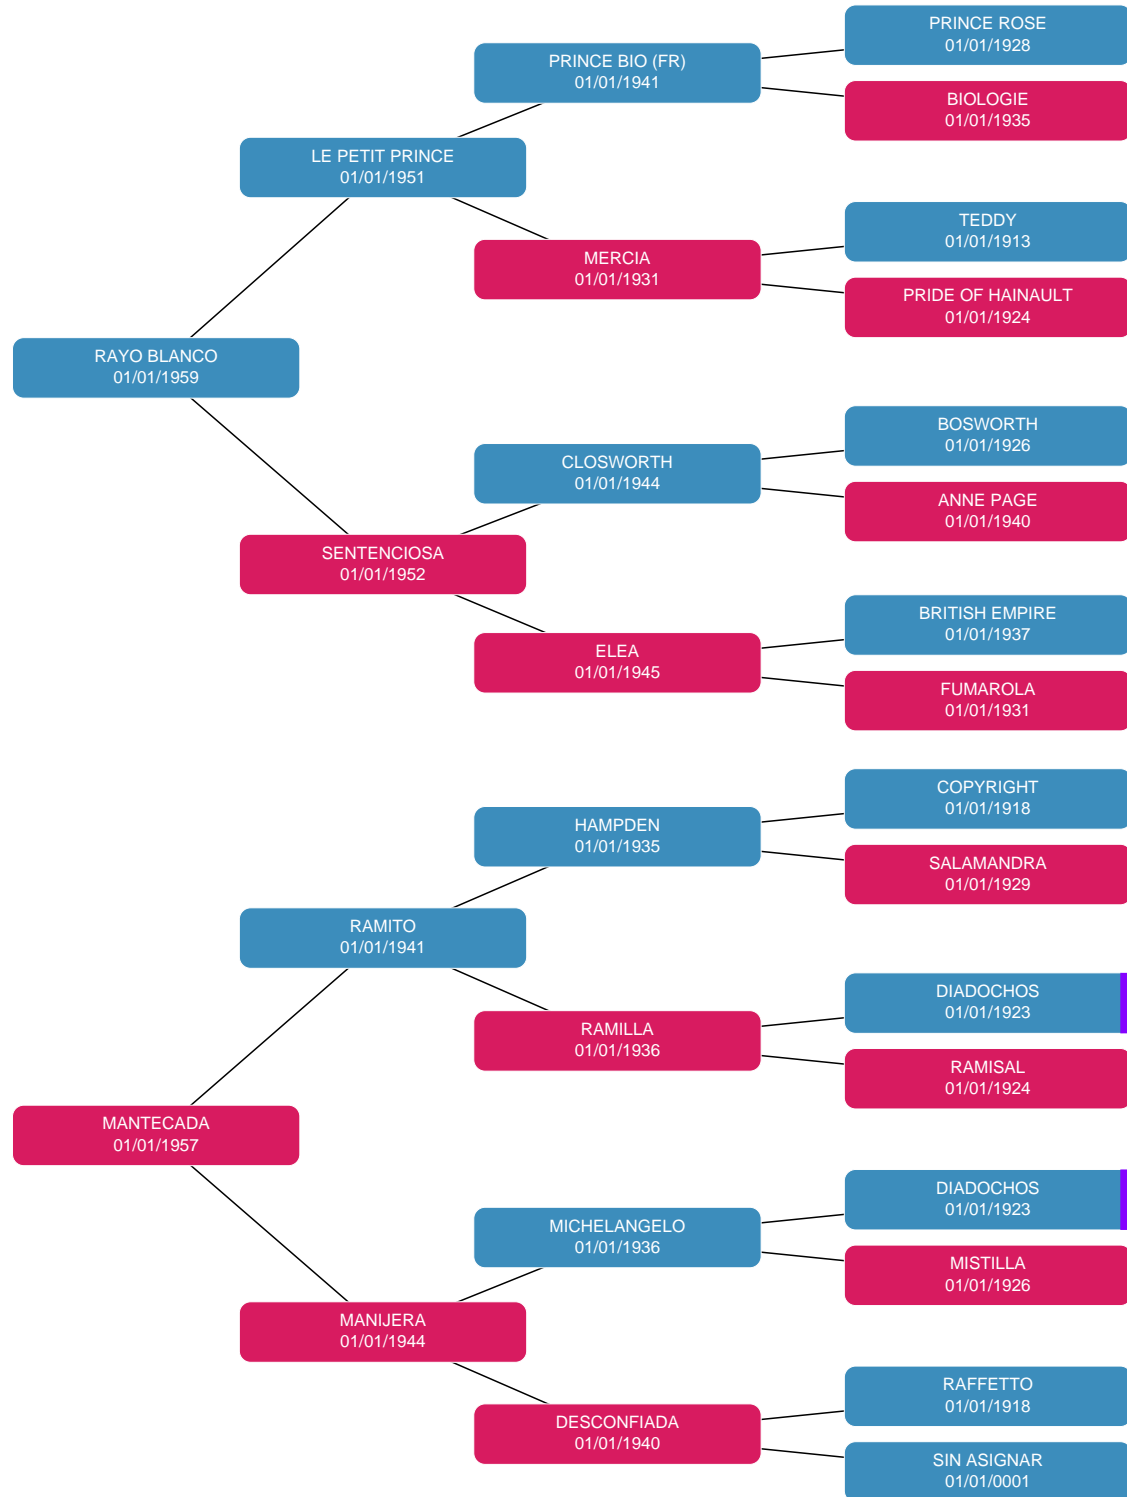 PRINCE ROSE
01/01/1928
PRINCE BIO (FR)
01/01/1941
BIOLOGIE
01/01/1935
LE PETIT PRINCE
01/01/1951
TEDDY
01/01/1913
MERCIA
01/01/1931
PRIDE OF HAINAULT
01/01/1924
RAYO BLANCO
01/01/1959
BOSWORTH
01/01/1926
CLOSWORTH
01/01/1944
ANNE PAGE
01/01/1940
SENTENCIOSA
01/01/1952
BRITISH EMPIRE
01/01/1937
ELEA
01/01/1945
FUMAROLA
01/01/1931
COPYRIGHT
01/01/1918
HAMPDEN
01/01/1935
SALAMANDRA
01/01/1929
RAMITO
01/01/1941
DIADOCHOS
01/01/1923
RAMILLA
01/01/1936
RAMISAL
01/01/1924
MANTECADA
01/01/1957
DIADOCHOS
01/01/1923
MICHELANGELO
01/01/1936
MISTILLA
01/01/1926
MANIJERA
01/01/1944
RAFFETTO
01/01/1918
DESCONFIADA
01/01/1940
SIN ASIGNAR
01/01/0001